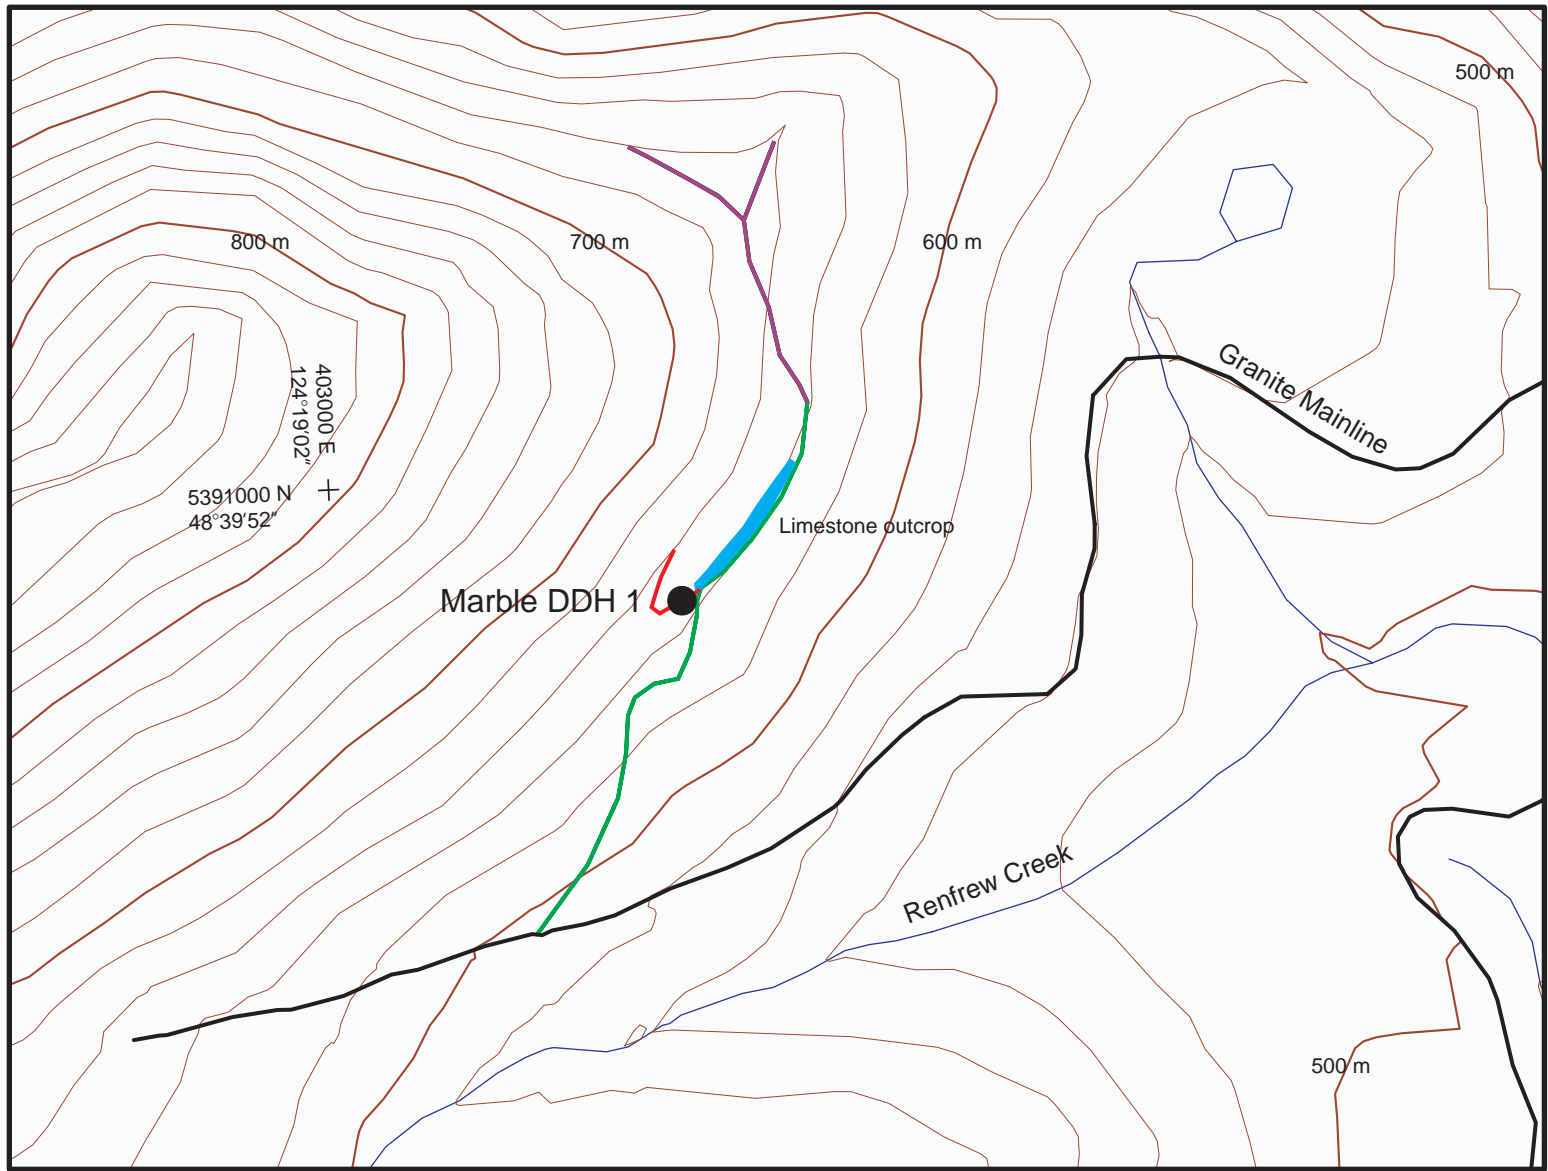 500 m
800 m
700 m
600 m
Granite Mainline
403000 E
124°19'02"
5391000 N
48°39'52"
Limestone outcrop
Marble DDH 1
Renfrew Creek
500 m